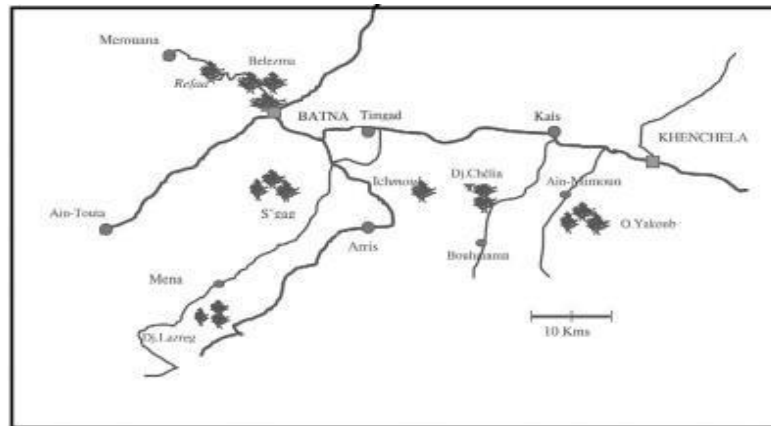 Merouana
Belezma
Refaa
BATNA
Timgad
Kais
KHENCHELA
Ichmoul
Dj.Chélia
Ain-Mimoun
S'gag
Ain-Touta
Arris
O.Yakoub
Bouhmama
Mena
Dj.Lazreg
10 Kms